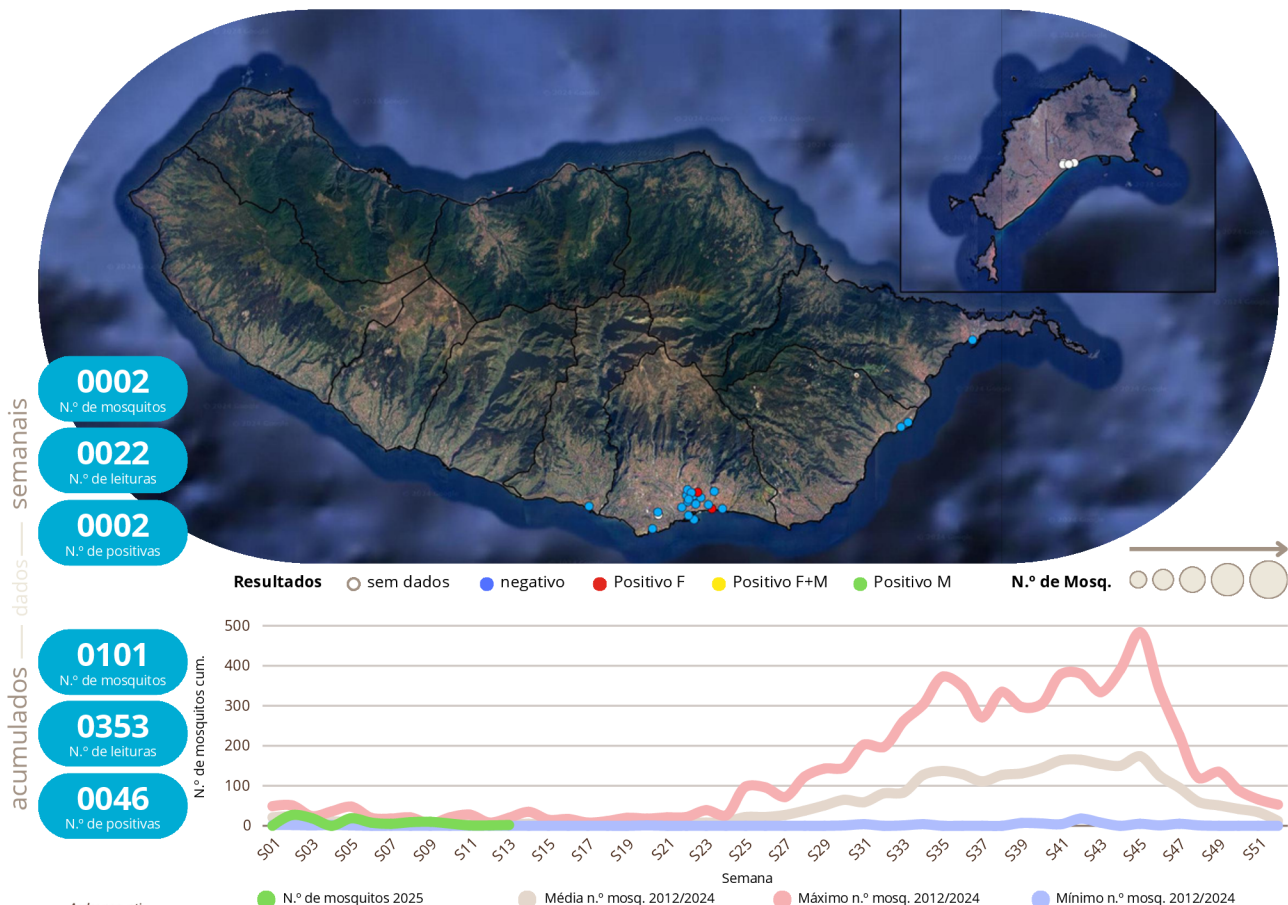 0002
N.º de mosquitos
0022
N.º de leituras
0002
N.º de positivas
semanais
dados
acumulados
Resultados
sem dados
negativo
Positivo F
Positivo F+M
Positivo M
N.º de Mosq.
0101
N.º de mosquitos
0353
N.º de leituras
0046
N.º de positivas
N.º de mosquitos cum.
500
400
300
200
100
0
S01 S03 S05 S07 S09 S11 S13 S15 S17 S19 S21 S23 S25 S27 S29 S31 S33 S35 S37 S39 S41 S43 S45 S47 S49 S51
Semana
N.º de mosquitos 2025
Média n.º mosq. 2012/2024
Máximo n.º mosq. 2012/2024
Mínimo n.º mosq. 2012/2024